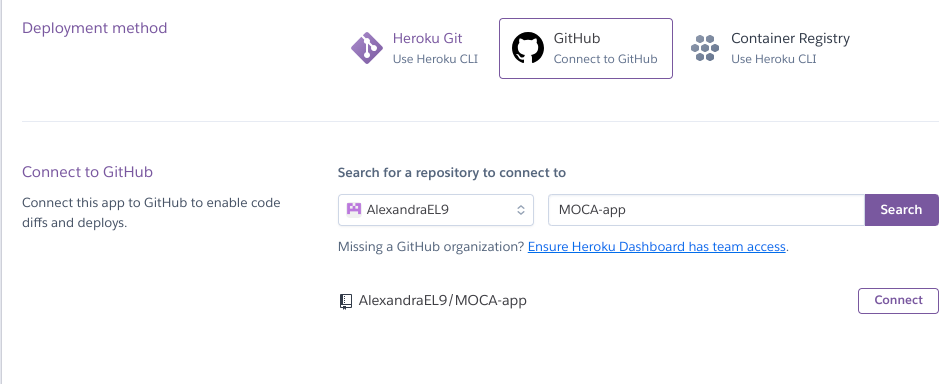 Deployment method
Heroku Git
Use Heroku CLI
GitHub
Connect to GitHub
Container Registry
Use Heroku CLI
Connect to GitHub
Connect this app to GitHub to enable code
diffs and deploys.
Search for a repository to connect to
AlexandraEL9
MOCA-app
Search
Missing a GitHub organization? Ensure Heroku Dashboard has team access.
AlexandraEL9/MOCA-app
Connect